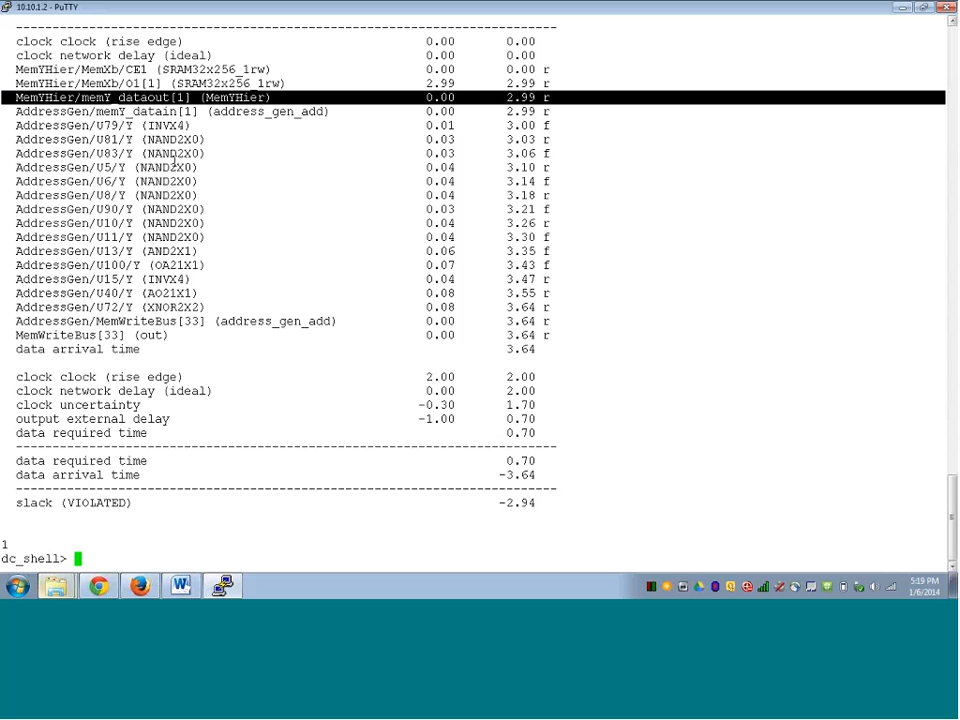 10.10.1.2 - PuTTY
---------------------------------------------------------------------------
clock clock (rise edge) 0.00 0.00
clock network delay (ideal) 0.00 0.00
MemYHier/MemXb/CE1 (SRAM32x256_1rw) 0.00 0.00 r
MemYHier/MemXb/O1[1] (SRAM32x256_1rw) 2.99 2.99 r
MemYHier/memY_dataout[1] (MemYHier) 0.00 2.99 r
AddressGen/memY_datain[1] (address_gen_add) 0.00 2.99 r
AddressGen/U79/Y (INVX4) 0.01 3.00 f
AddressGen/U81/Y (NAND2X0) 0.03 3.03 r
AddressGen/U83/Y (NAND2X0) 0.03 3.06 f
AddressGen/U5/Y (NAND2X0) 0.04 3.10 r
AddressGen/U6/Y (NAND2X0) 0.04 3.14 f
AddressGen/U8/Y (NAND2X0) 0.04 3.18 r
AddressGen/U90/Y (NAND2X0) 0.03 3.21 f
AddressGen/U10/Y (NAND2X0) 0.04 3.26 r
AddressGen/U11/Y (NAND2X0) 0.04 3.30 f
AddressGen/U13/Y (AND2X1) 0.06 3.35 f
AddressGen/U100/Y (OA21X1) 0.07 3.43 f
AddressGen/U15/Y (INVX4) 0.04 3.47 r
AddressGen/U40/Y (AO21X1) 0.08 3.55 r
AddressGen/U72/Y (XNOR2X2) 0.08 3.64 r
AddressGen/MemWriteBus[33] (address_gen_add) 0.00 3.64 r
MemWriteBus[33] (out) 0.00 3.64 r
data arrival time 3.64
clock clock (rise edge) 2.00 2.00
clock network delay (ideal) 0.00 2.00
clock uncertainty -0.30 1.70
output external delay -1.00 0.70
data required time 0.70
---------------------------------------------------------------------------
data required time 0.70
data arrival time -3.64
---------------------------------------------------------------------------
slack (VIOLATED) -2.94
1
dc_shell>
5:19 PM
1/6/2014